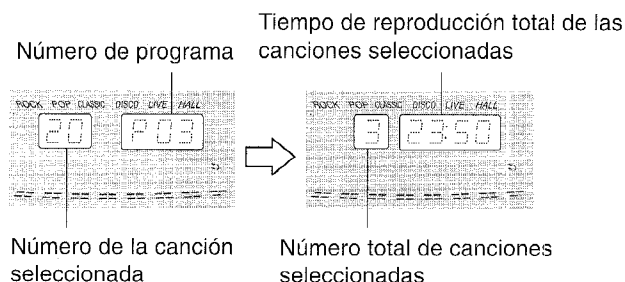 Número de programa
Tiempo de reproducción total de las
canciones seleccionadas
ROCK POP CLASSIC DISCO LIVE HALL
20 P03
ROCK POP CLASSIC DISCO LIVE HALL
3 23:50
Número de la canción
seleccionada
Número total de canciones
seleccionadas